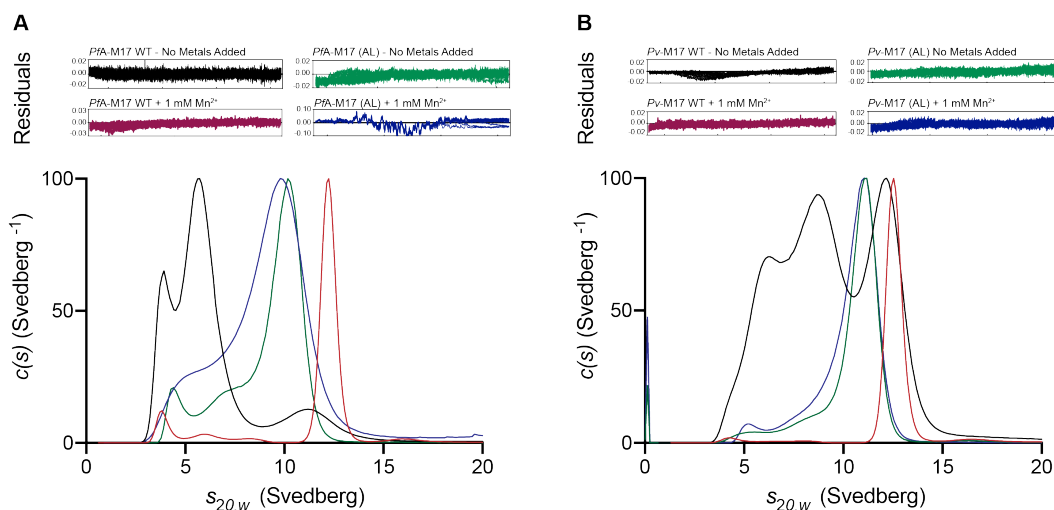 A
B
Residuals
PfA-M17 WT - No Metals Added
0.02
0.00
-0.02
PfA-M17 (AL) - No Metals Added
0.02
0.00
-0.02
PfA-M17 WT + 1 mM Mn²⁺
0.03
0.00
-0.03
PfA-M17 (AL) + 1 mM Mn²⁺
0.10
0.00
-0.10
c(s) (Svedberg ⁻¹)
100
50
0
0 5 10 15 20
s20,w (Svedberg)
Residuals
Pv-M17 WT - No Metals Added
0.02
0.00
0.02
Pv-M17 (AL) No Metals Added
0.02
0.00
-0.02
Pv-M17 WT + 1 mM Mn²⁺
0.02
0.00
-0.02
Pv-M17 (AL) + 1 mM Mn²⁺
0.02
0.00
-0.02
c(s) (Svedberg ⁻¹)
100
50
0
0 5 10 15 20
s20,w (Svedberg)